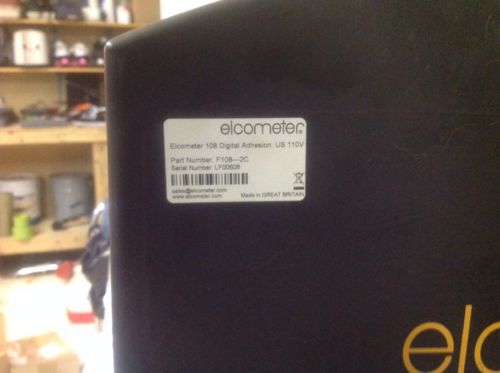 elcometer®
Elcometer 108 Digital Adhesion. US 110V
Part Number: F108---2C
Serial Number: LF00608
sales@elcometer.com
www.elcometer.com Made in GREAT BRITAIN
elc